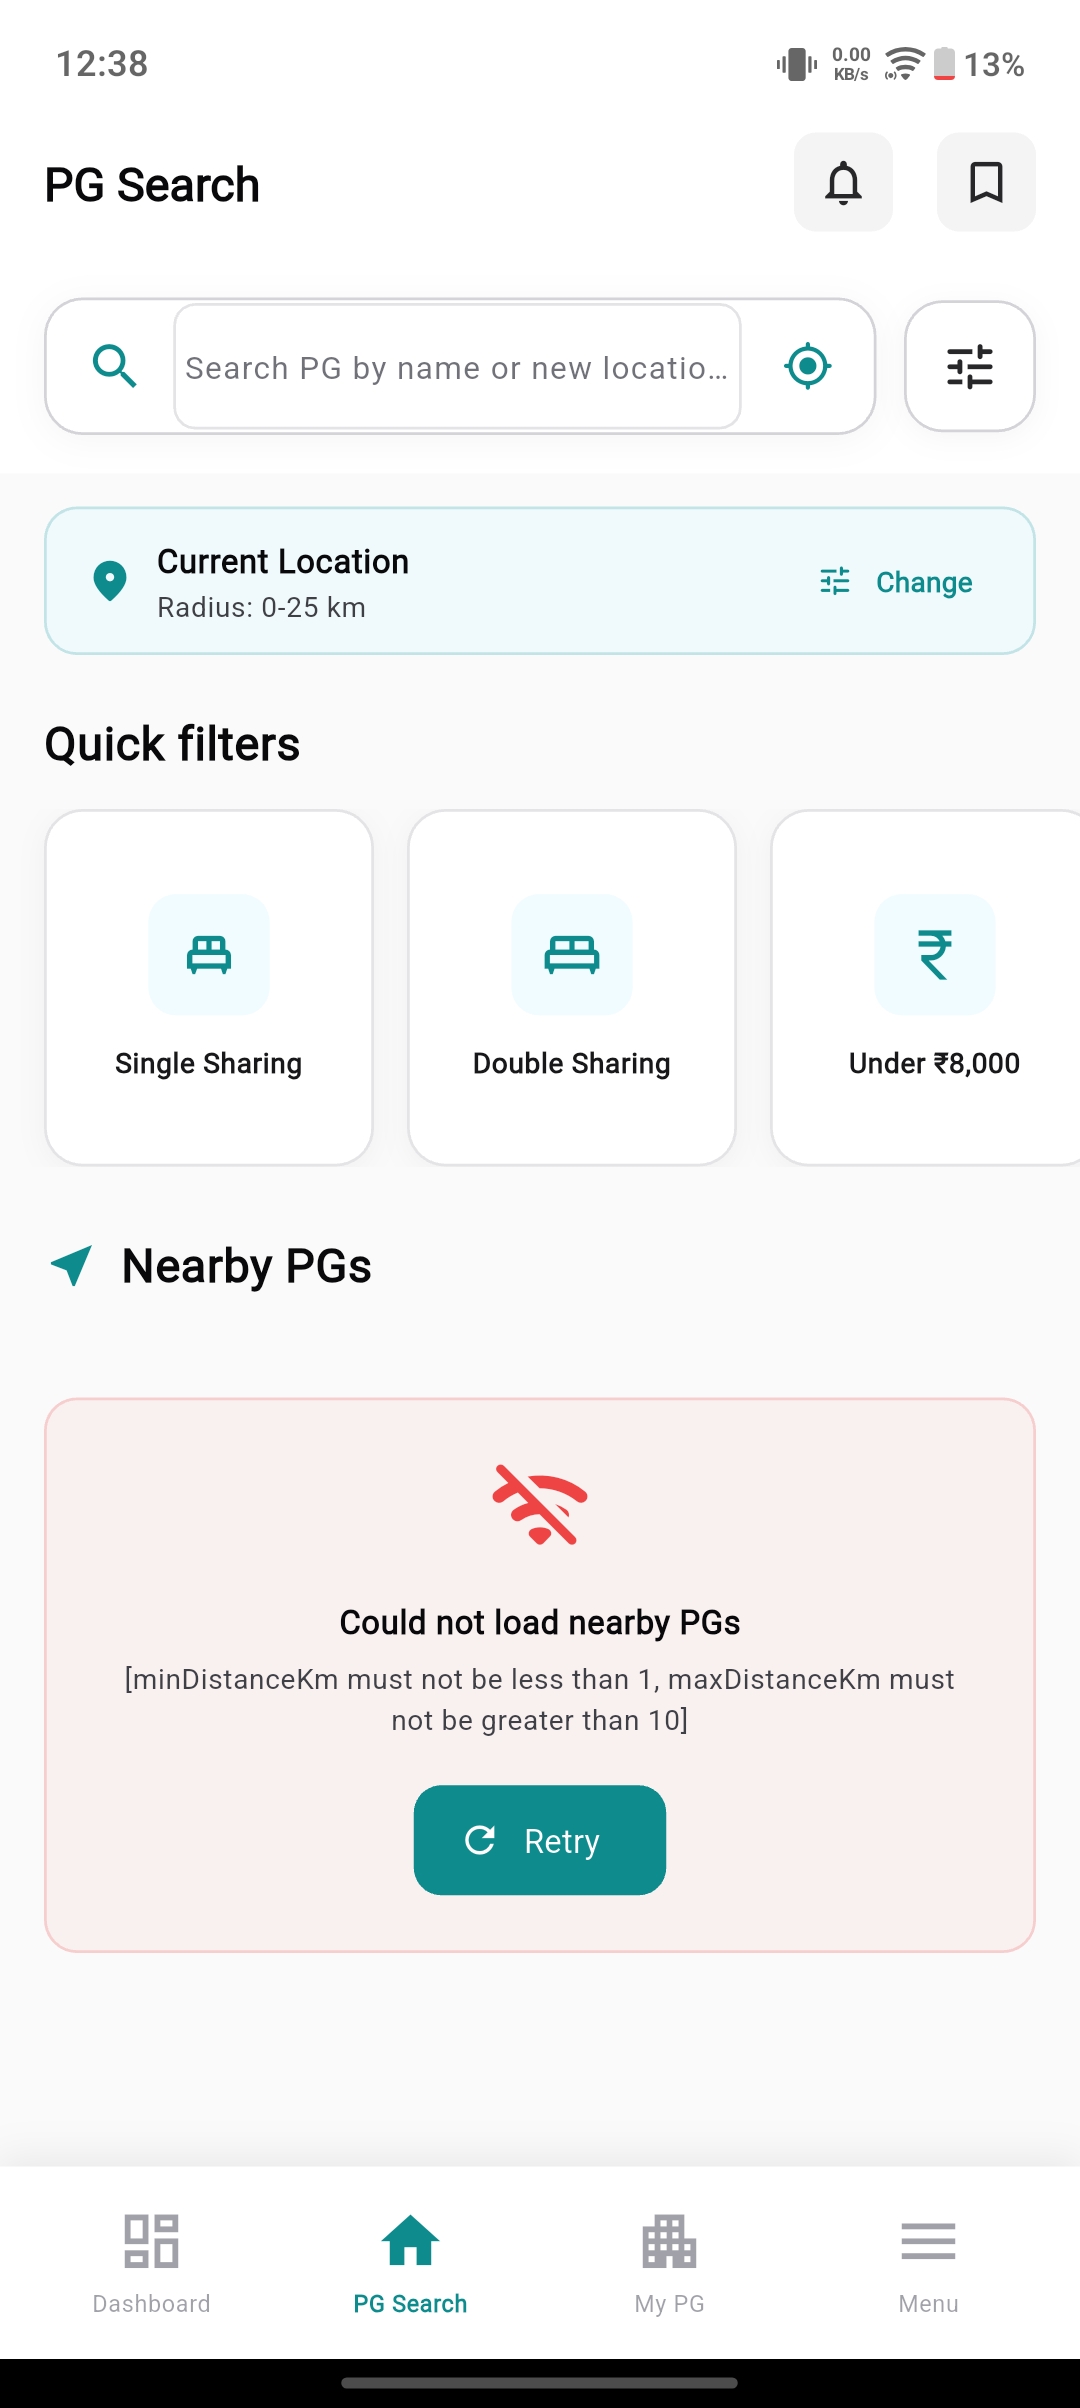 12:38
0.00
KB/s
13%
PG Search
Search PG by name or new locatio...
Current Location
Radius: 0-25 km
Change
Quick filters
Single Sharing
Double Sharing
Under ₹8,000
Nearby PGs
Could not load nearby PGs
[minDistanceKm must not be less than 1, maxDistanceKm must
not be greater than 10]
Retry
Dashboard
PG Search
My PG
Menu